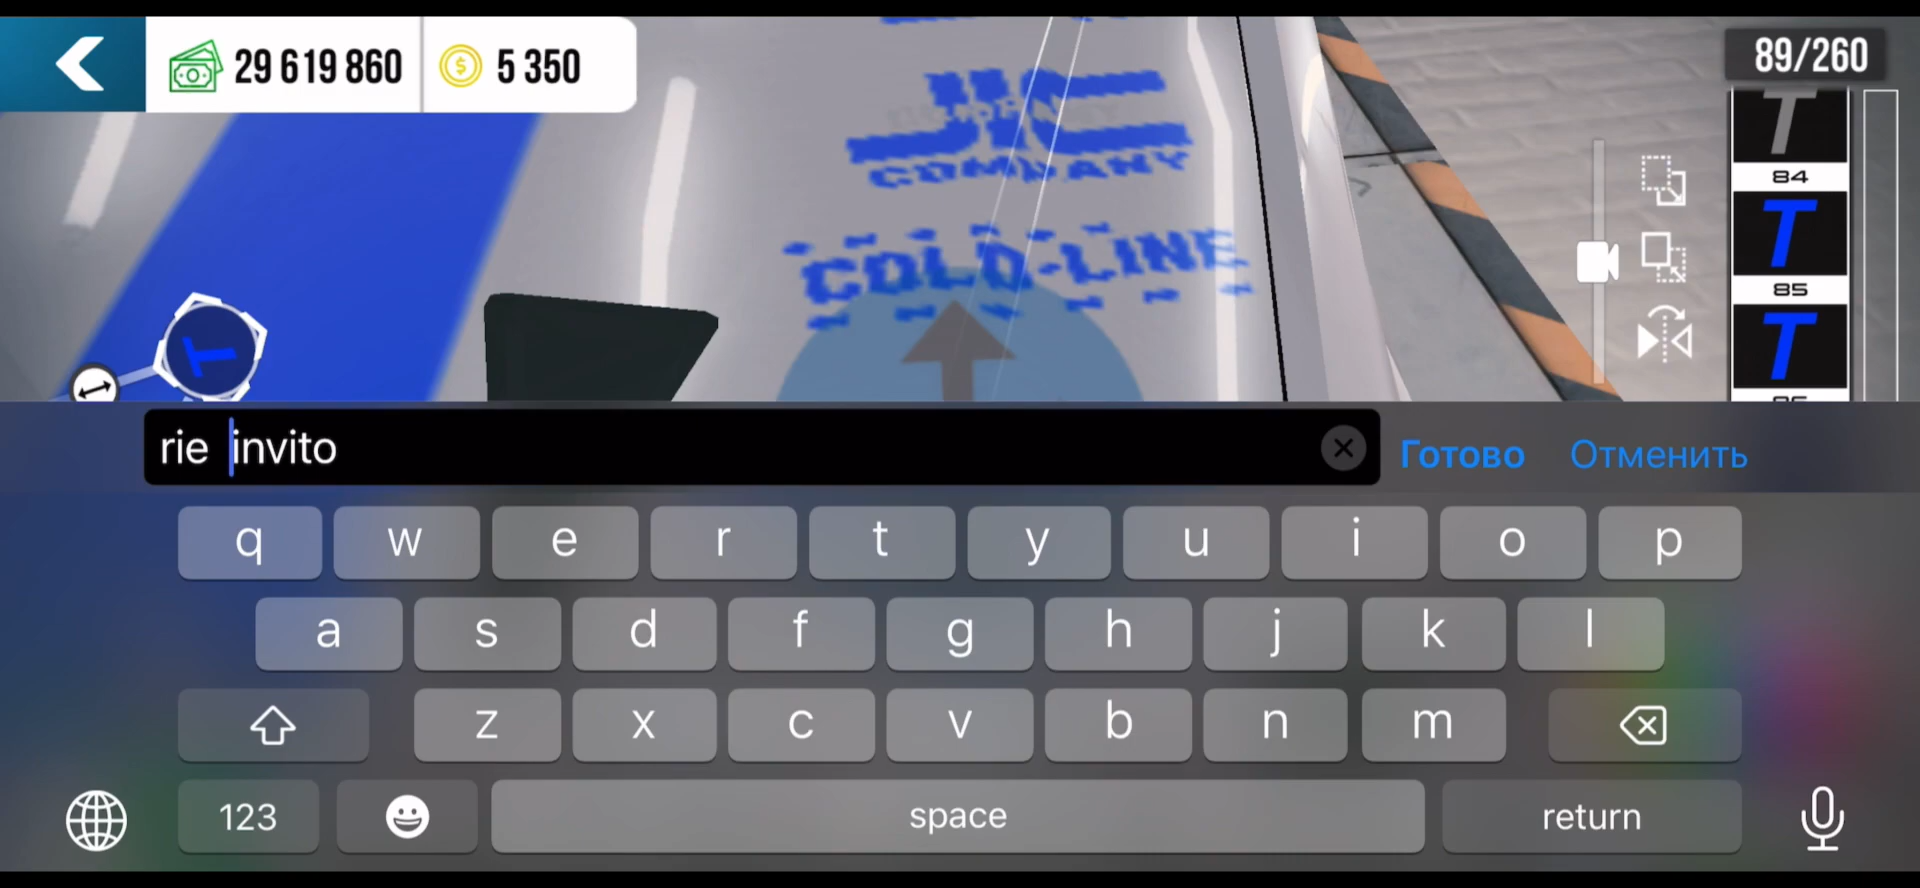 29 619 860
5 350
89/260
COMPANY
COLD-LINE
T
84
T
85
T
rie  invito
Готово
Отменить
q w e r t y u i o p
a s d f g h j k l
z x c v b n m
123
space
return